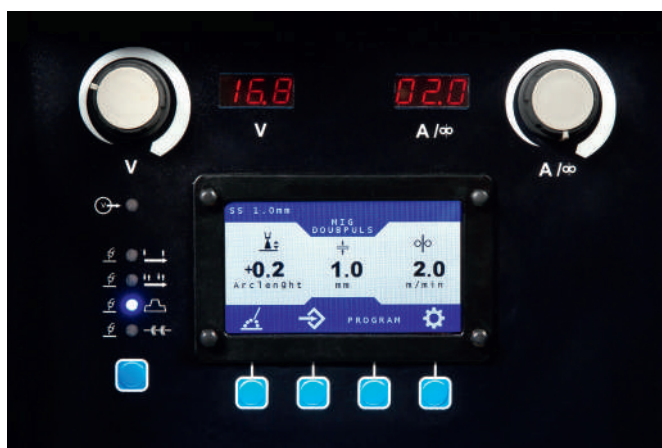 16.8
02.0
V
A/
V
A/
SS 1.0mm
MIG
DOUBPULS
+0.2
1.0
2.0
Arclenght
mm
m/min
PROGRAM